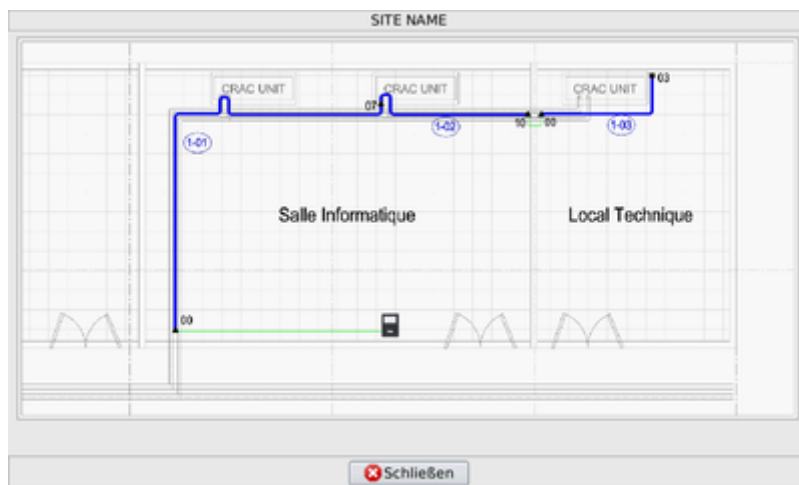 SITE NAME
CRAC UNIT
CRAC UNIT
CRAC UNIT
03
07
10
00
1-01
1-02
1-03
Salle Informatique
Local Technique
00
Schließen